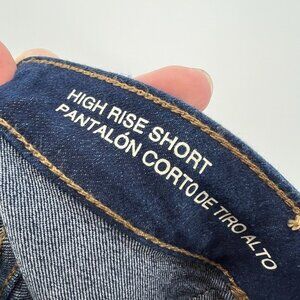 HIGH RISE SHORT
PANTALÓN CORTO DE TIRO ALTO